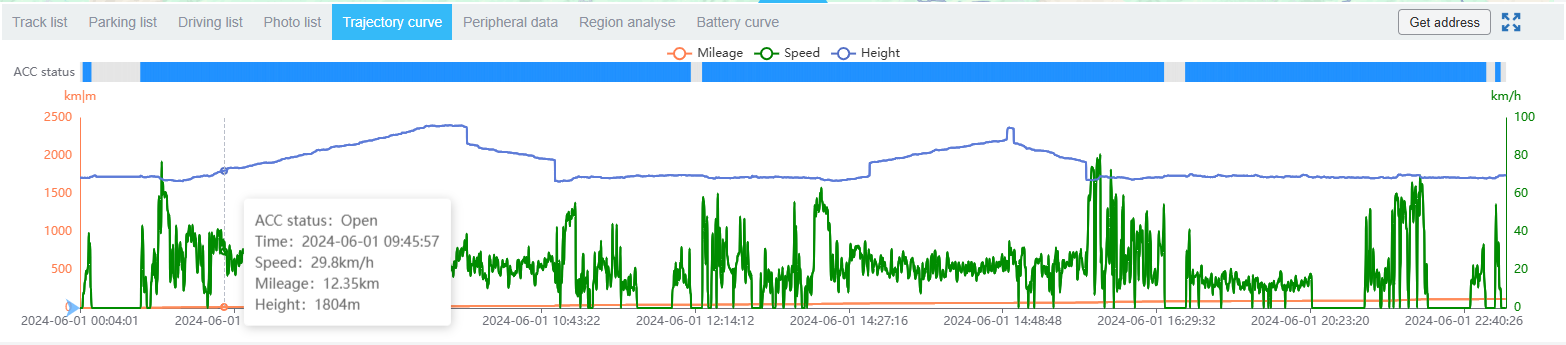 Track list Parking list Driving list Photo list Trajectory curve Peripheral data Region analyse Battery curve Get address
Mileage Speed Height
ACC status
km|m km/h
2500 100
2000 80
1500 60
1000 40
500 20
0 0
ACC status: Open
Time: 2024-06-01 09:45:57
Speed: 29.8km/h
Mileage: 12.35km
Height: 1804m
2024-06-01 00:04:01 2024-06-01 2024-06-01 10:43:22 2024-06-01 12:14:12 2024-06-01 14:27:16 2024-06-01 14:48:48 2024-06-01 16:29:32 2024-06-01 20:23:20 2024-06-01 22:40:26